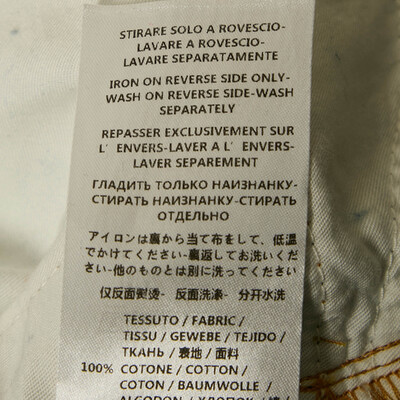 STIRARE SOLO A ROVESCIO-
LAVARE A ROVESCIO-
LAVARE SEPARATAMENTE
IRON ON REVERSE SIDE ONLY-
WASH ON REVERSE SIDE-WASH
SEPARATELY
REPASSER EXCLUSIVEMENT SUR
L' ENVERS-LAVER A L' ENVERS-
LAVER SEPAREMENT
ГЛАДИТЬ ТОЛЬКО НАИЗНАНКУ-
СТИРАТЬ НАИЗНАНКУ-СТИРАТЬ
ОТДЕЛЬНО
アイロンは裏から当て布をして、低温
でかけてください-裏返してお洗いくだ
さい-他のものとは別に洗ってください
仅反面熨烫- 反面洗涤- 分开水洗
TESSUTO / FABRIC /
TISSU / GEWEBE / TEJIDO /
ТКАНЬ / 表地 / 面料
100% COTONE / COTTON /
COTON / BAUMWOLLE /
ALGODON / ХЛОПОК / 綿 /